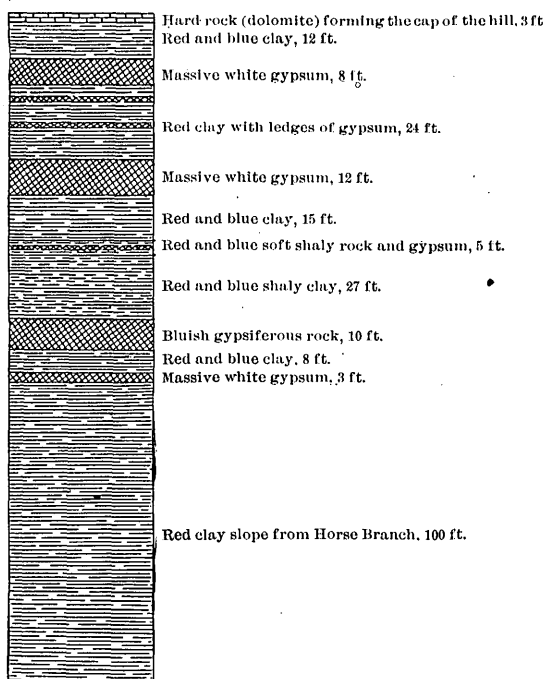 Hard rock (dolomite) forming the cap of the hill, 3 ft
Red and blue clay, 12 ft.
Massive white gypsum, 8 ft.
Red clay with ledges of gypsum, 24 ft.
Massive white gypsum, 12 ft.
Red and blue clay, 15 ft.
Red and blue soft shaly rock and gypsum, 5 ft.
Red and blue shaly clay, 27 ft.
Bluish gypsiferous rock, 10 ft.
Red and blue clay, 8 ft.
Massive white gypsum, 3 ft.
Red clay slope from Horse Branch, 100 ft.